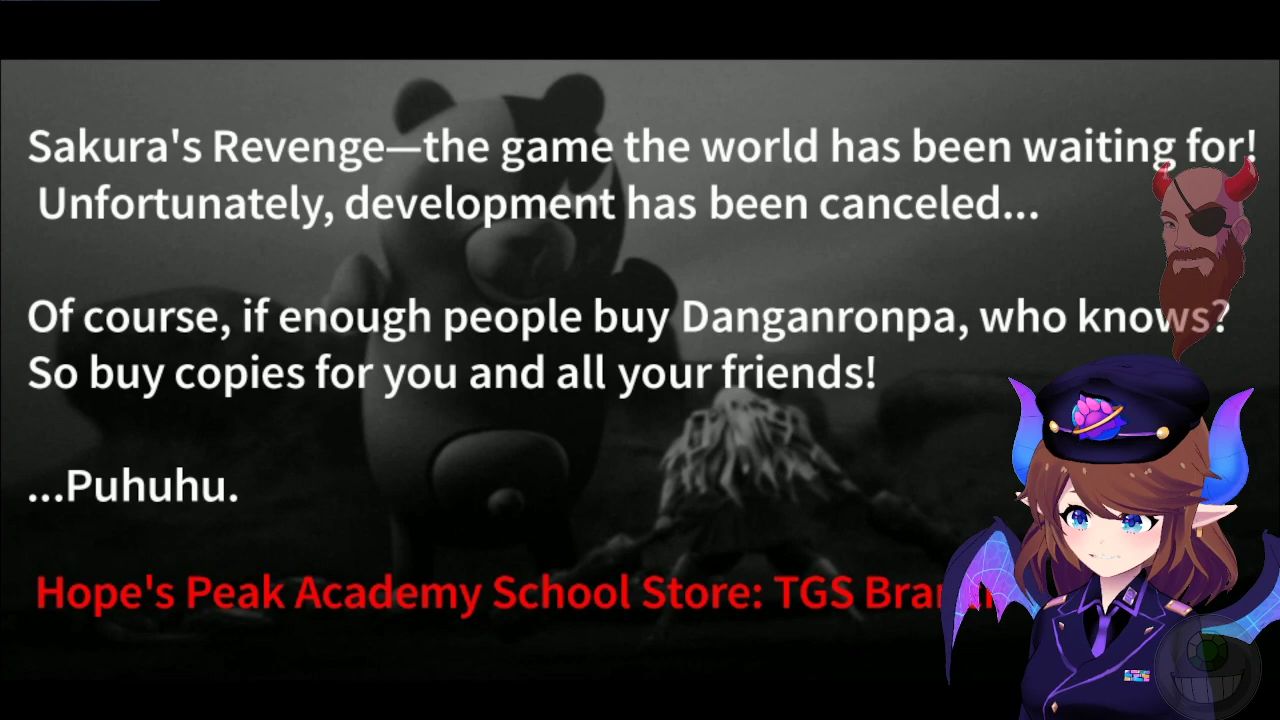 Sakura's Revenge—the game the world has been waiting for!
Unfortunately, development has been canceled...
Of course, if enough people buy Danganronpa, who knows?
So buy copies for you and all your friends!
...Puhuhu.
Hope's Peak Academy School Store: TGS